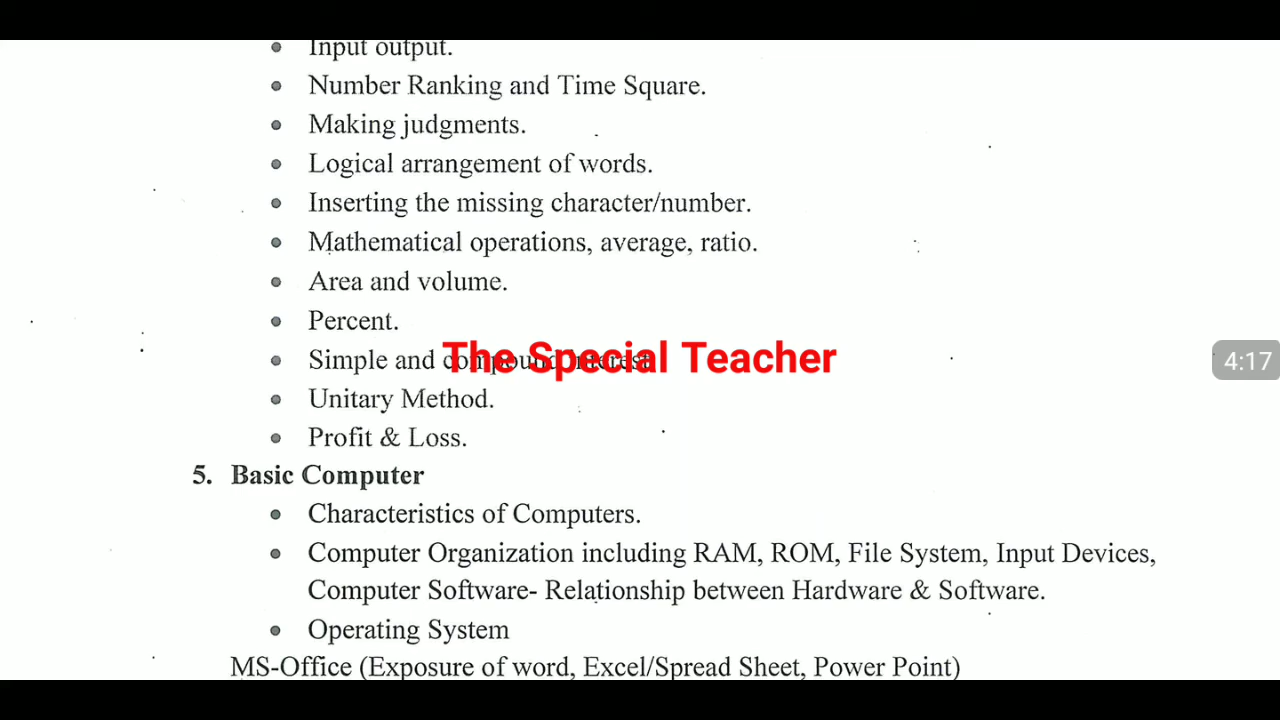 • Input output.
• Number Ranking and Time Square.
• Making judgments.
• Logical arrangement of words.
• Inserting the missing character/number.
• Mathematical operations, average, ratio.
• Area and volume.
• Percent.
• Simple and compound interest.
The Special Teacher
4:17
• Unitary Method.
• Profit & Loss.
5. Basic Computer
• Characteristics of Computers.
• Computer Organization including RAM, ROM, File System, Input Devices,
Computer Software- Relationship between Hardware & Software.
• Operating System
MS-Office (Exposure of word, Excel/Spread Sheet, Power Point)